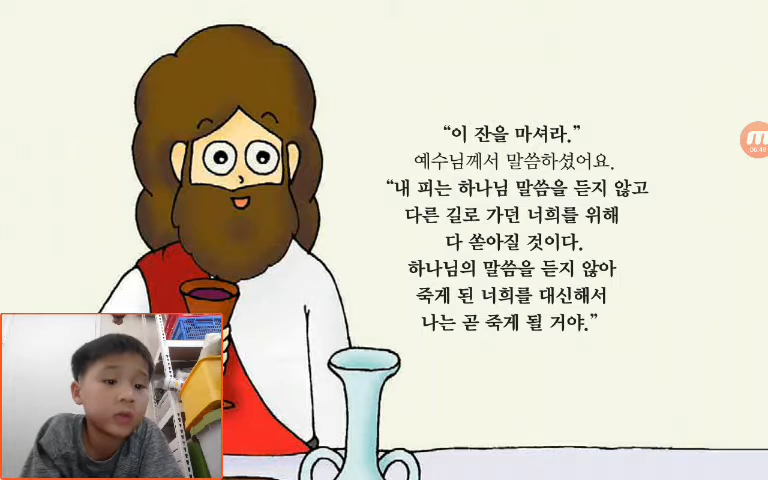 “이 잔을 마셔라.”
예수님께서 말씀하셨어요.
“내 피는 하나님 말씀을 듣지 않고
다른 길로 가던 너희를 위해
다 쏟아질 것이다.
하나님의 말씀을 듣지 않아
죽게 된 너희를 대신해서
나는 곧 죽게 될 거야.”